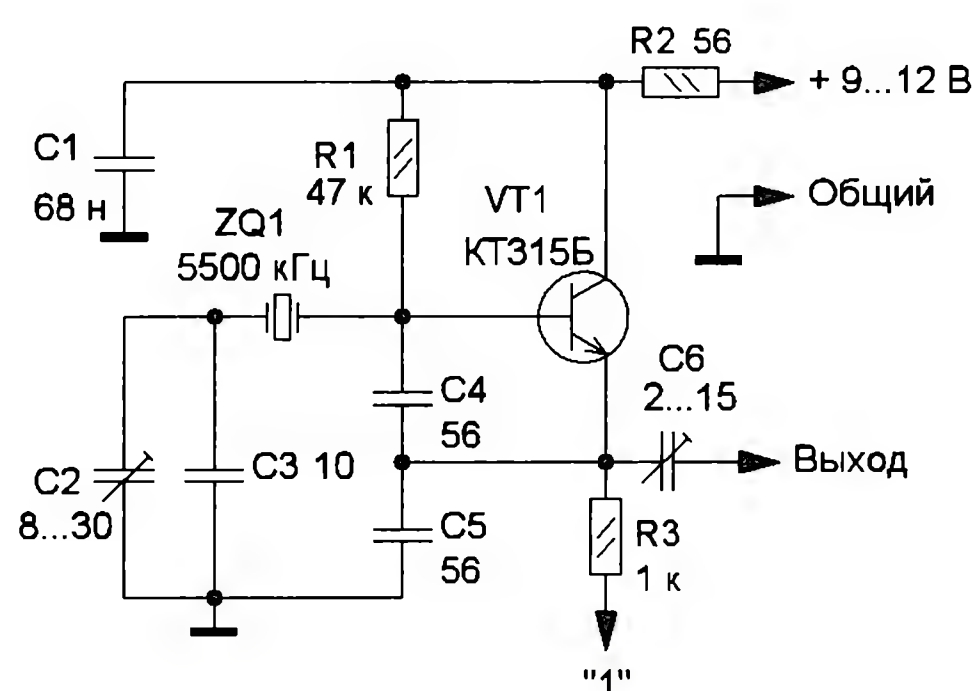 R2 56
+ 9...12 В
C1
68 н
R1
47 к
VT1
КТ315Б
Общий
ZQ1
5500 кГц
C4
56
C6
2...15
Выход
C2
8...30
C3 10
C5
56
R3
1 к
"1"